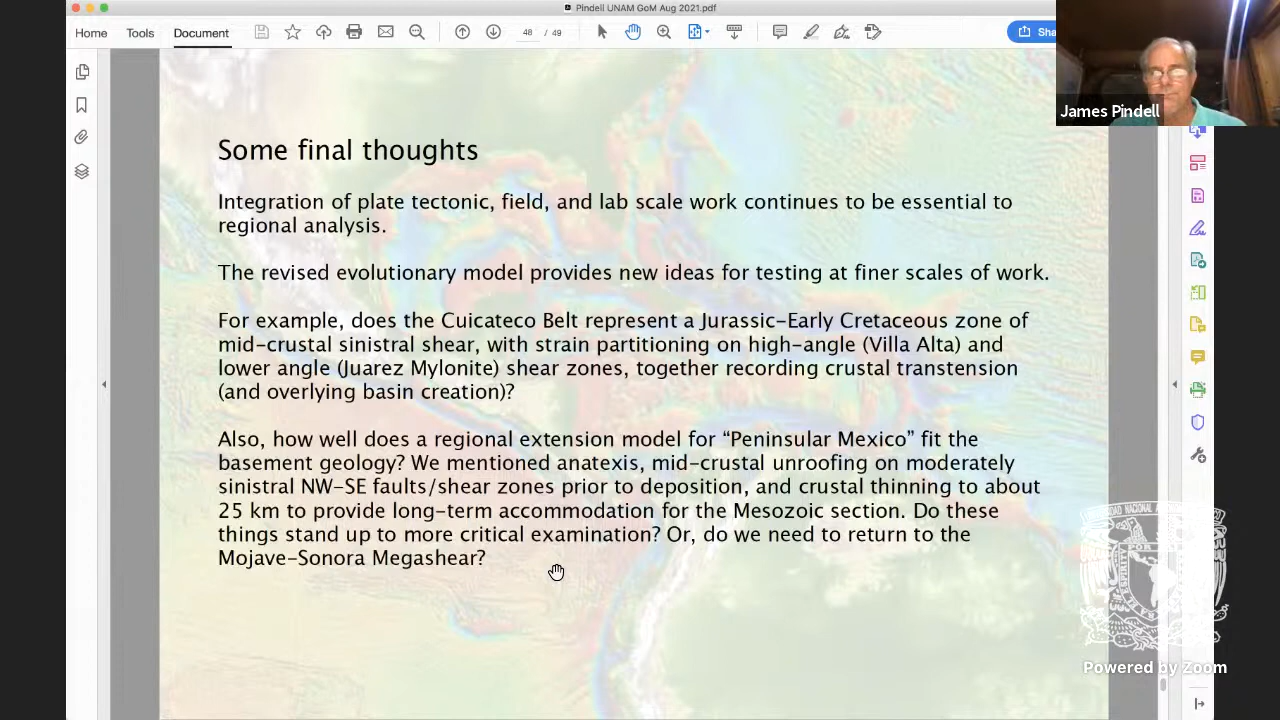 Pindell UNAM GoM Aug 2021.pdf
Home Tools Document 48 / 49 Sha
James Pindell
Some final thoughts
Integration of plate tectonic, field, and lab scale work continues to be essential to
regional analysis.
The revised evolutionary model provides new ideas for testing at finer scales of work.
For example, does the Cuicateco Belt represent a Jurassic-Early Cretaceous zone of
mid-crustal sinistral shear, with strain partitioning on high-angle (Villa Alta) and
lower angle (Juarez Mylonite) shear zones, together recording crustal transtension
(and overlying basin creation)?
Also, how well does a regional extension model for “Peninsular Mexico” fit the
basement geology? We mentioned anatexis, mid-crustal unroofing on moderately
sinistral NW-SE faults/shear zones prior to deposition, and crustal thinning to about
25 km to provide long-term accommodation for the Mesozoic section. Do these
things stand up to more critical examination? Or, do we need to return to the
Mojave-Sonora Megashear?
Powered by Zoom